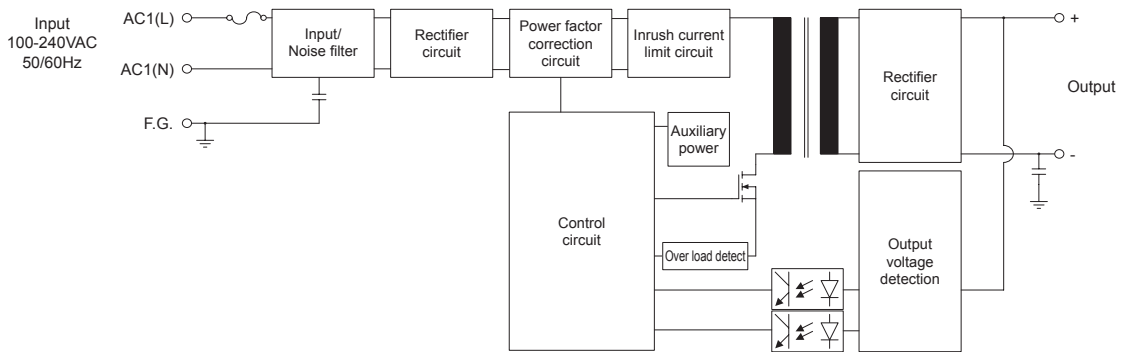 Input
100-240VAC
50/60Hz
AC1(L)
AC1(N)
F.G.
Input/
Noise filter
Rectifier
circuit
Power factor
correction
circuit
Inrush current
limit circuit
Rectifier
circuit
+
Output
-
Auxiliary
power
Control
circuit
Over load detect
Output
voltage
detection